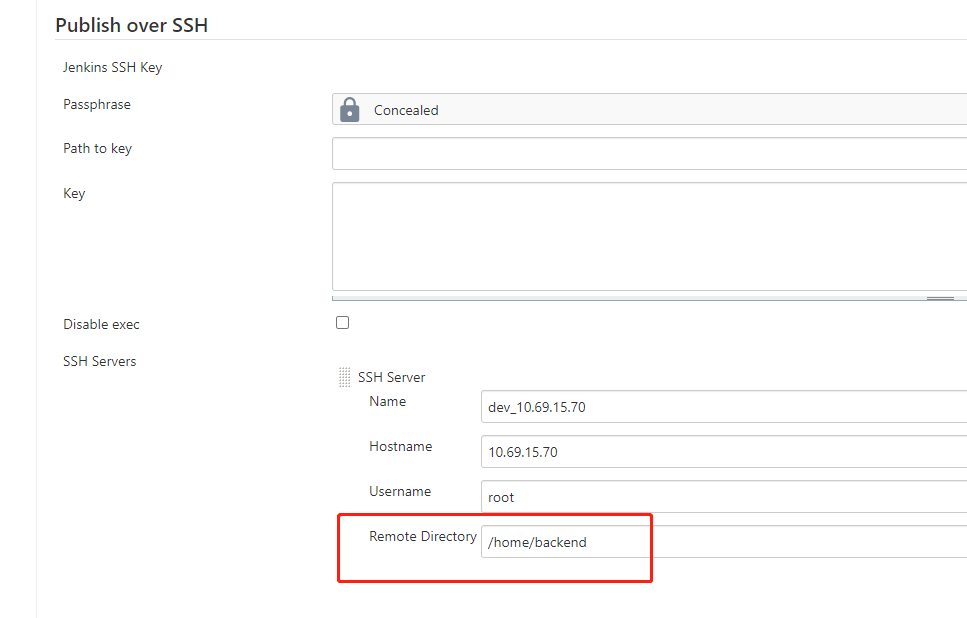 Publish over SSH
Jenkins SSH Key
Passphrase
Concealed
Path to key
Key
Disable exec
SSH Servers
SSH Server
Name
dev_10.69.15.70
Hostname
10.69.15.70
Username
root
Remote Directory
/home/backend